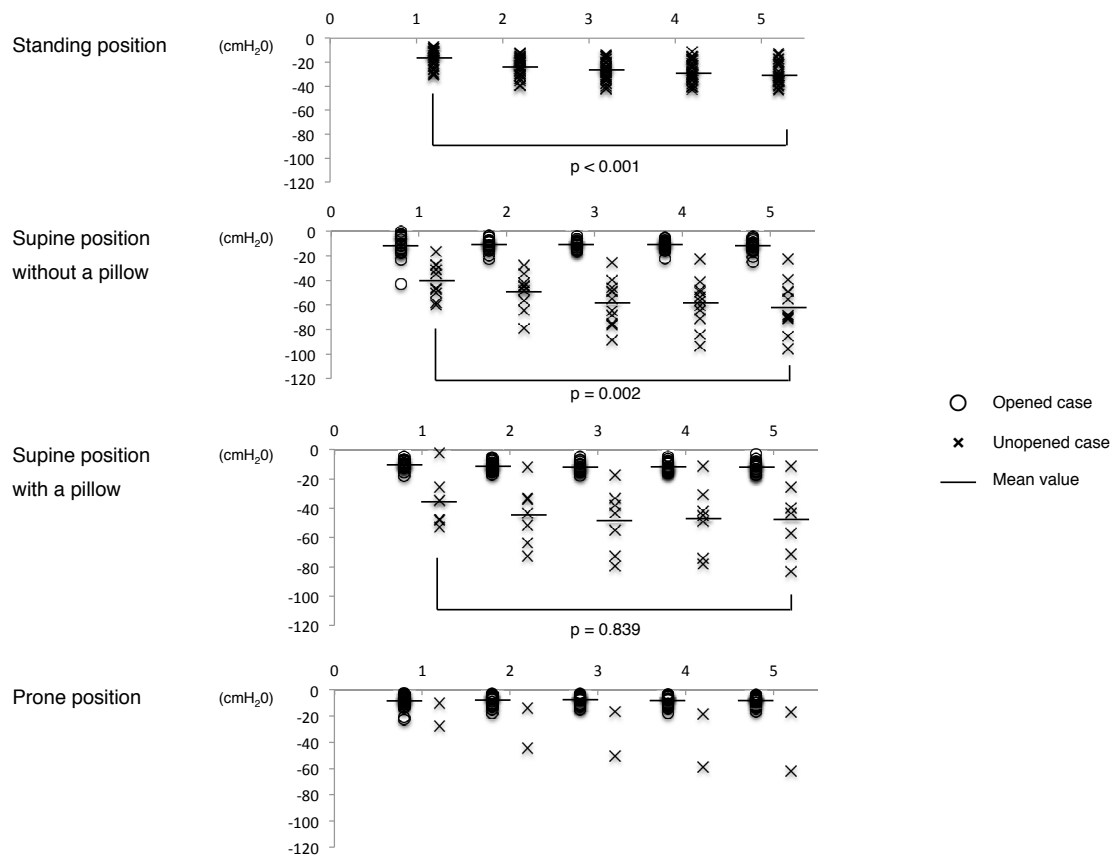 0 1 2 3 4 5
Standing position (cmH₂0) 0
-20
-40
-60
-80
-100
-120
p < 0.001
0 1 2 3 4 5
Supine position (cmH₂0) 0
without a pillow
-20
-40
-60
-80
-100
-120
p = 0.002
Opened case
Unopened case
Mean value
0 1 2 3 4 5
Supine position (cmH₂0) 0
with a pillow
-20
-40
-60
-80
-100
-120
p = 0.839
0 1 2 3 4 5
Prone position (cmH₂0) 0
-20
-40
-60
-80
-100
-120